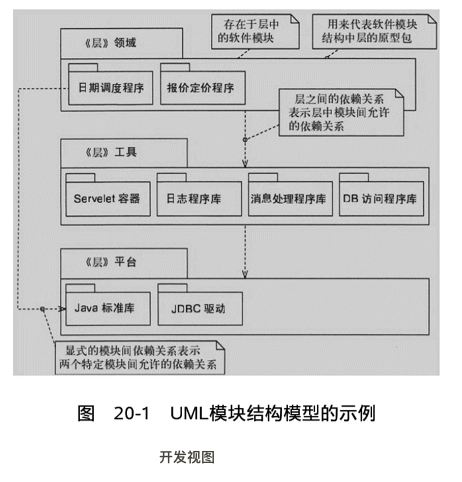 《层》领域
存在于层中
的软件模块
用来代表软件模块
结构中层的原型包
日期调度程序
报价定价程序
层之间的依赖关系
表示层中模块间允许
的依赖关系
《层》工具
Servelet 容器
日志程序库
消息处理程序库
DB 访问程序库
《层》平台
Java 标准库
JDBC 驱动
显式的模块间依赖关系表示
两个特定模块间允许的依赖关系
图 20-1 UML模块结构模型的示例
开发视图